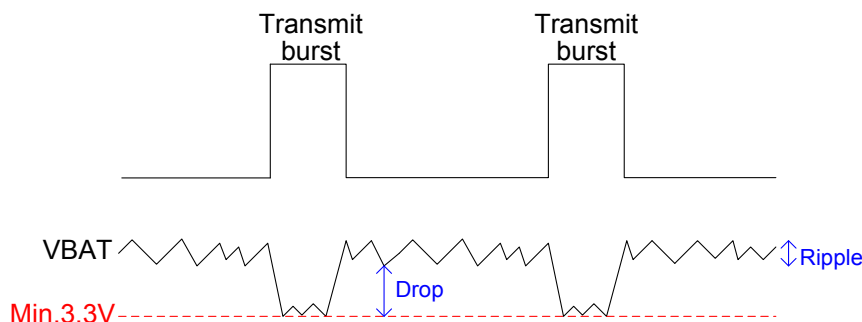 Transmit
burst
Transmit
burst
VBAT
Ripple
Drop
Min.3.3V